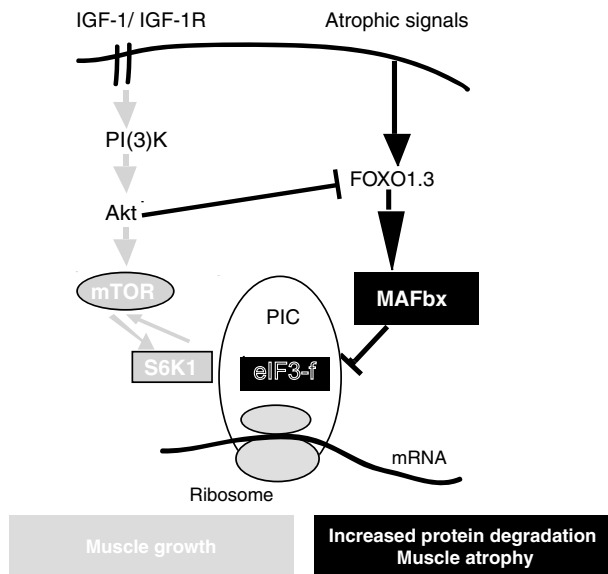 IGF-1/ IGF-1R
Atrophic signals
PI(3)K
FOXO1.3
Akt
mTOR
MAFbx
PIC
S6K1
eIF3-f
mRNA
Ribosome
Muscle growth
Increased protein degradation
Muscle atrophy